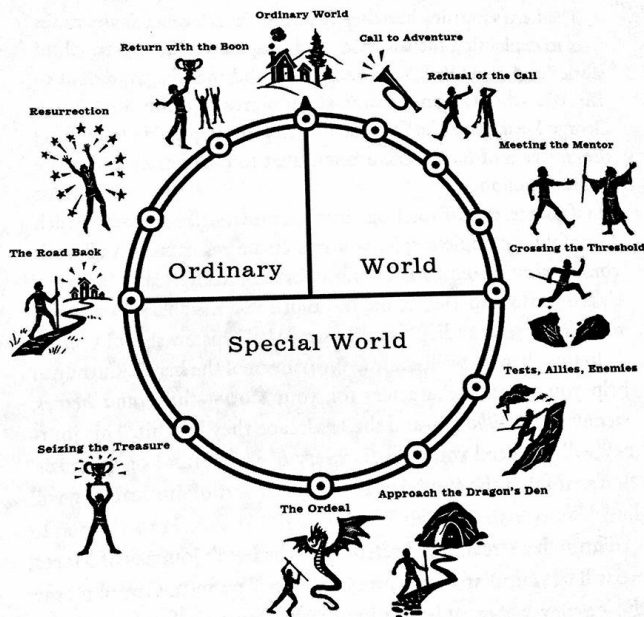 Ordinary World
Call to Adventure
Refusal of the Call
Meeting the Mentor
Crossing the Threshold
Tests, Allies, Enemies
Approach the Dragon's Den
The Ordeal
Seizing the Treasure
The Road Back
Resurrection
Return with the Boon
Ordinary World
Special World